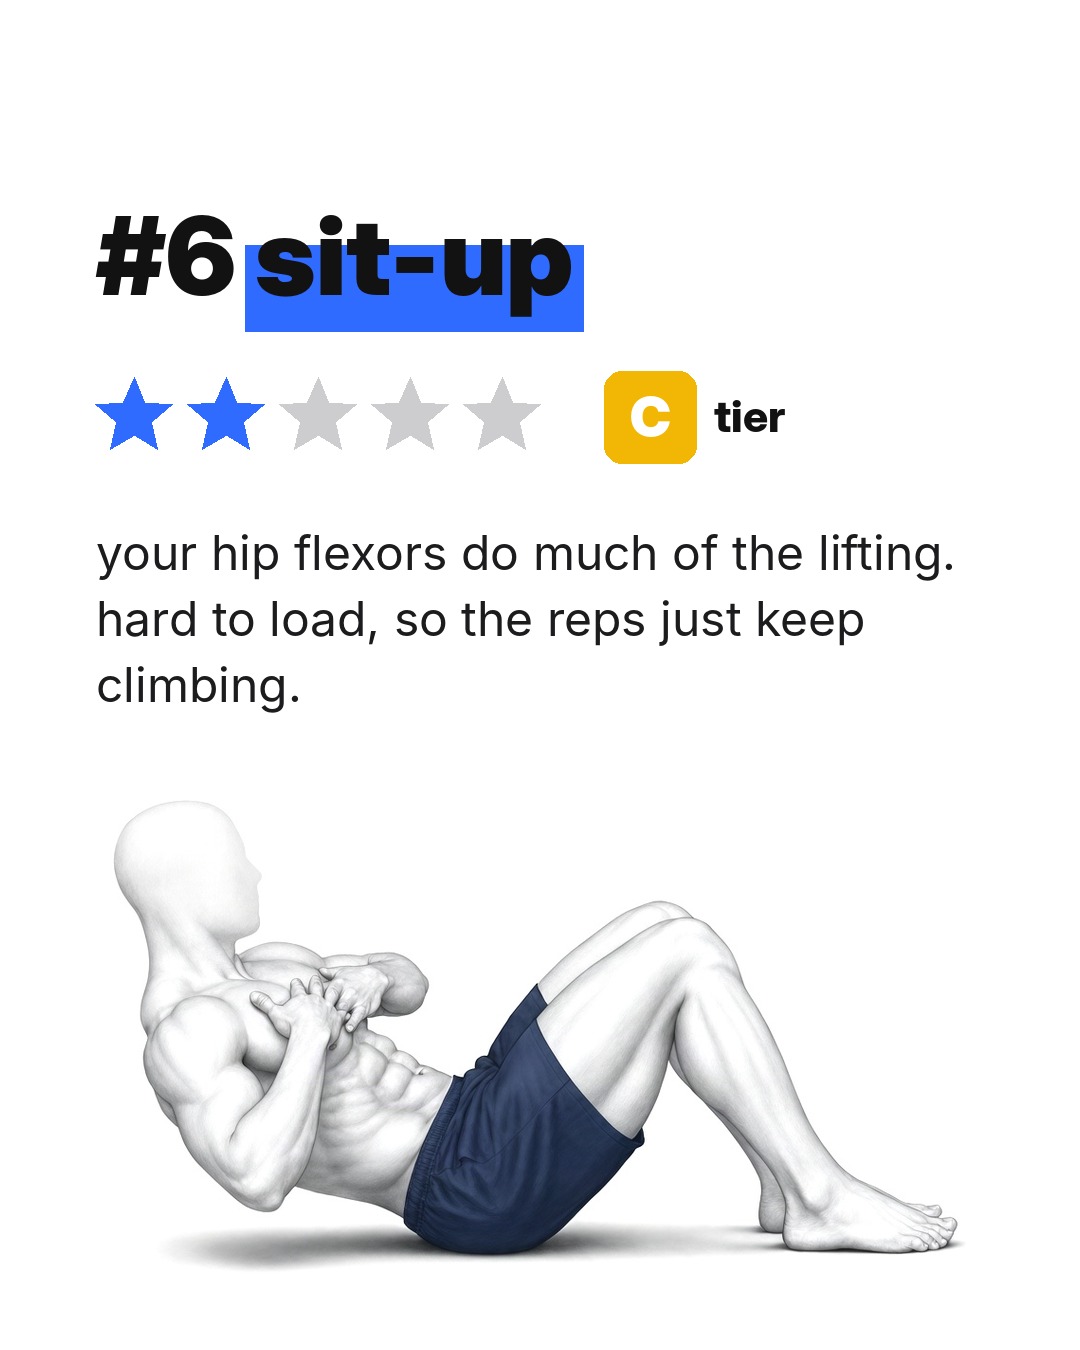 #6 sit-up
C tier
your hip flexors do much of the lifting.
hard to load, so the reps just keep
climbing.